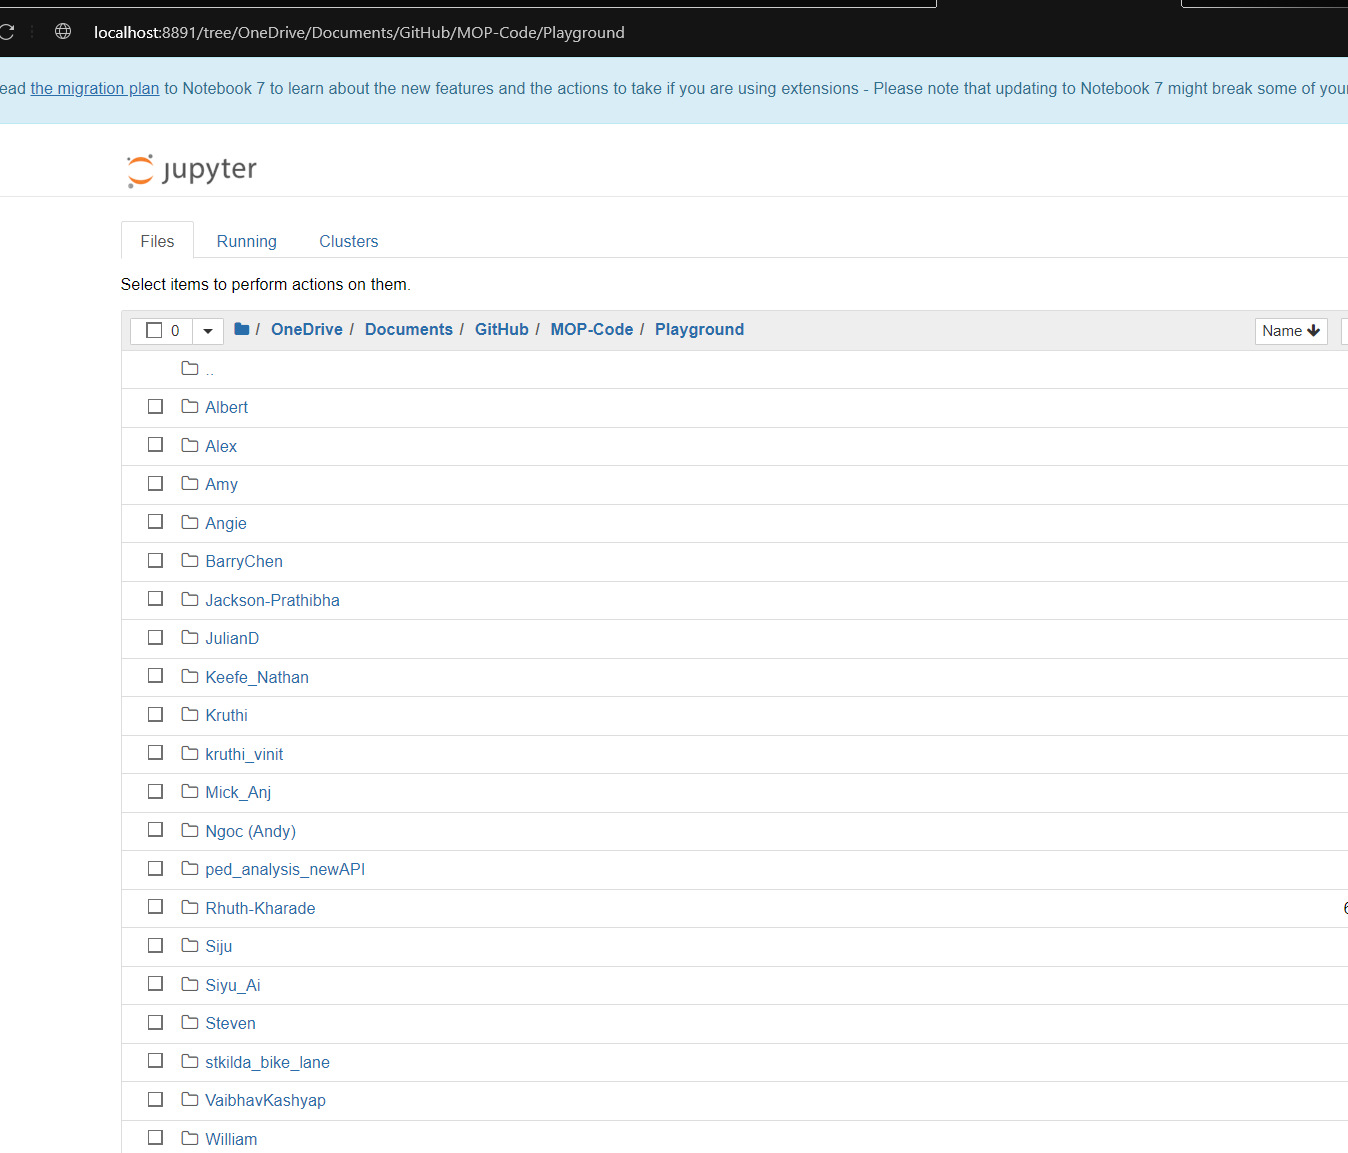 localhost:8891/tree/OneDrive/Documents/GitHub/MOP-Code/Playground
the migration plan to Notebook 7 to learn about the new features and the actions to take if you are using extensions - Please note that updating to Notebook 7 might break some of
jupyter
Files Running Clusters
Select items to perform actions on them.
0 / OneDrive / Documents / GitHub / MOP-Code / Playground Name
..
Albert
Alex
Amy
Angie
BarryChen
Jackson-Prathibha
JulianD
Keefe_Nathan
Kruthi
kruthi_vinit
Mick_Anj
Ngoc (Andy)
ped_analysis_newAPI
Rhuth-Kharade
Siju
Siyu_Ai
Steven
stkilda_bike_lane
VaibhavKashyap
William